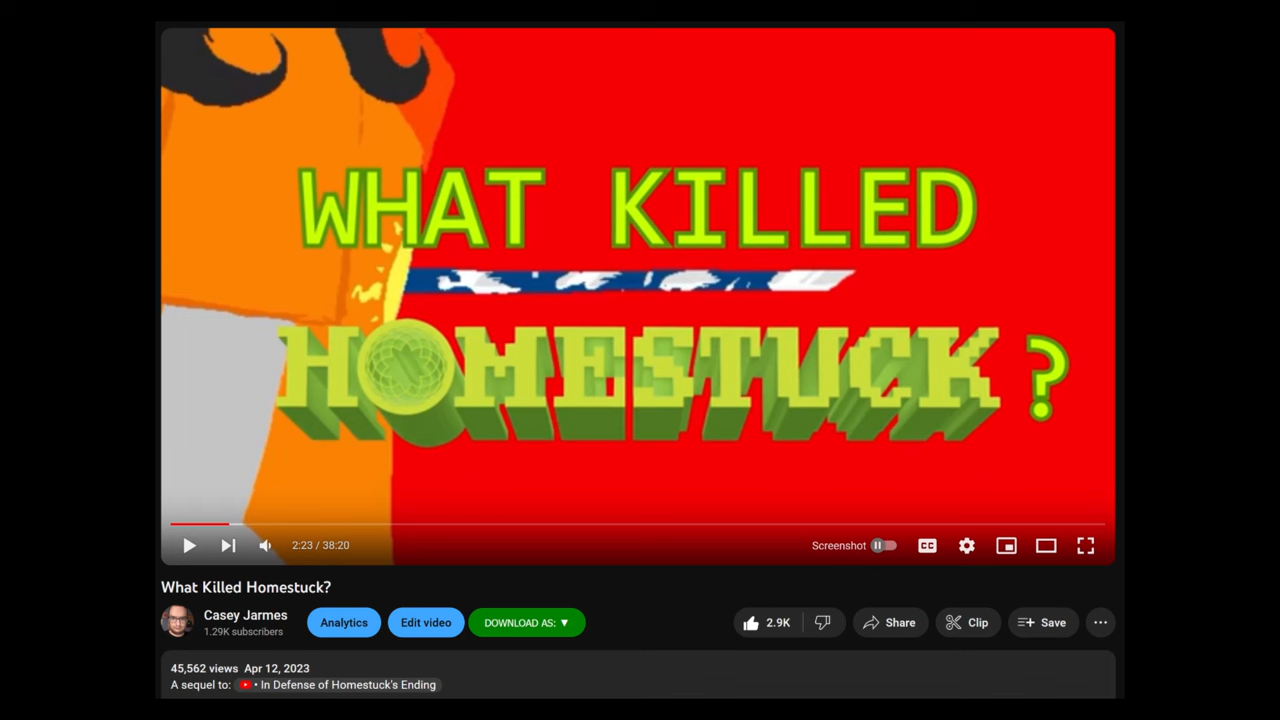 WHAT KILLED
HOMESTUCK ?
2:23 / 38:20
Screenshot
CC
What Killed Homestuck?
Casey Jarmes
1.29K subscribers
Analytics
Edit video
DOWNLOAD AS: ▼
2.9K
Share
Clip
Save
45,562 views Apr 12, 2023
A sequel to: • In Defense of Homestuck's Ending